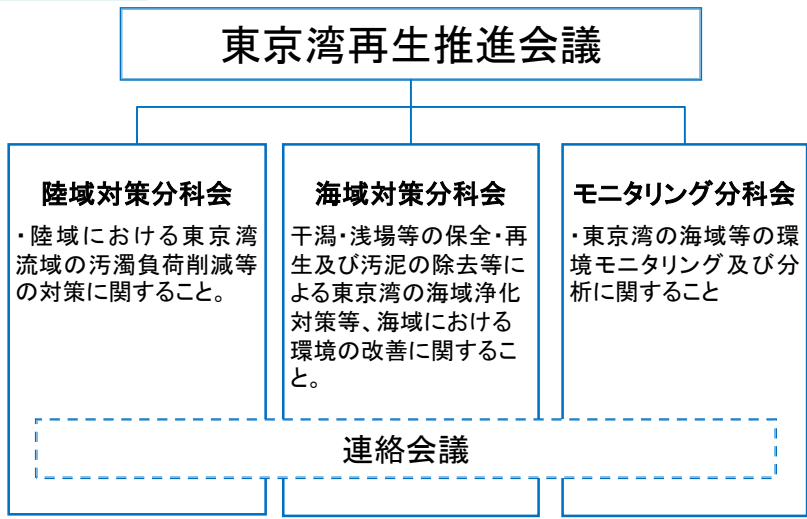 東京湾再生推進会議
陸域対策分科会
・陸域における東京湾
流域の汚濁負荷削減等
の対策に関すること。
海域対策分科会
干潟・浅場等の保全・再
生及び汚泥の除去等に
よる東京湾の海域浄化
対策等、海域における
環境の改善に関するこ
と。
モニタリング分科会
・東京湾の海域等の環
境モニタリング及び分
析に関すること
連絡会議